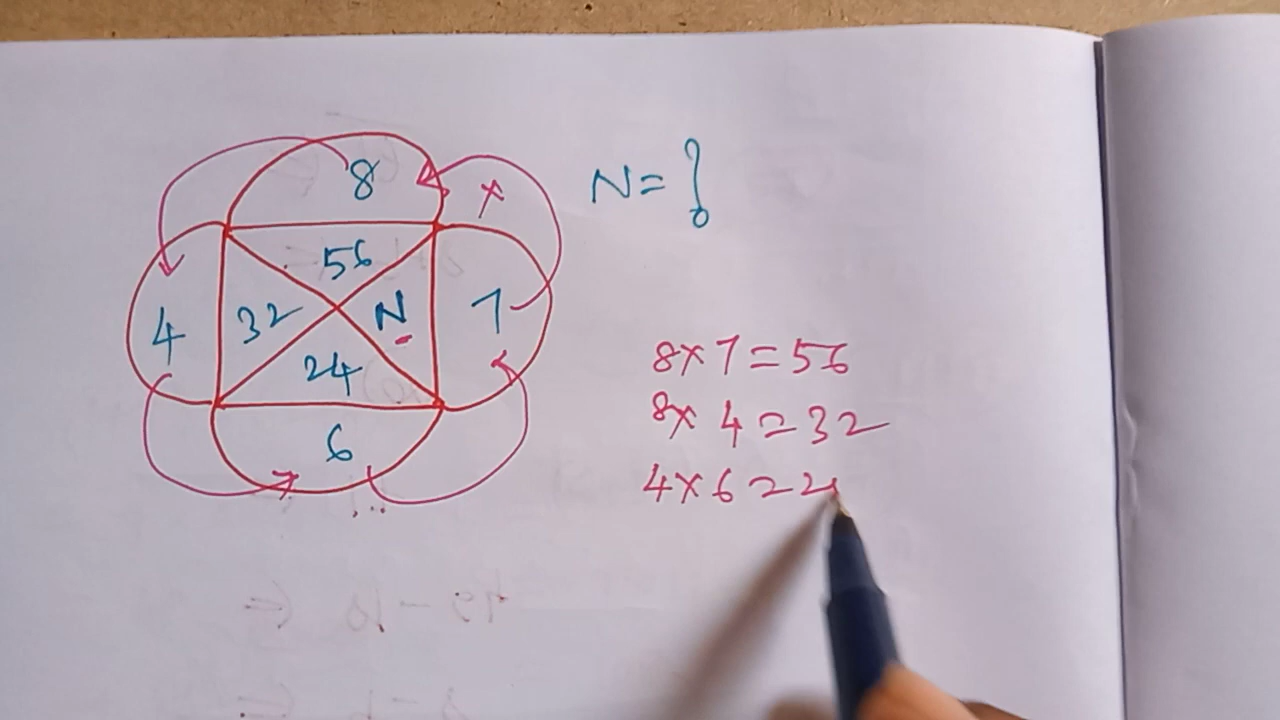 8 × N = ?
56
4 32 N 7
24
6
8 × 7 = 56
8 × 4 = 32
4 × 6 = 24